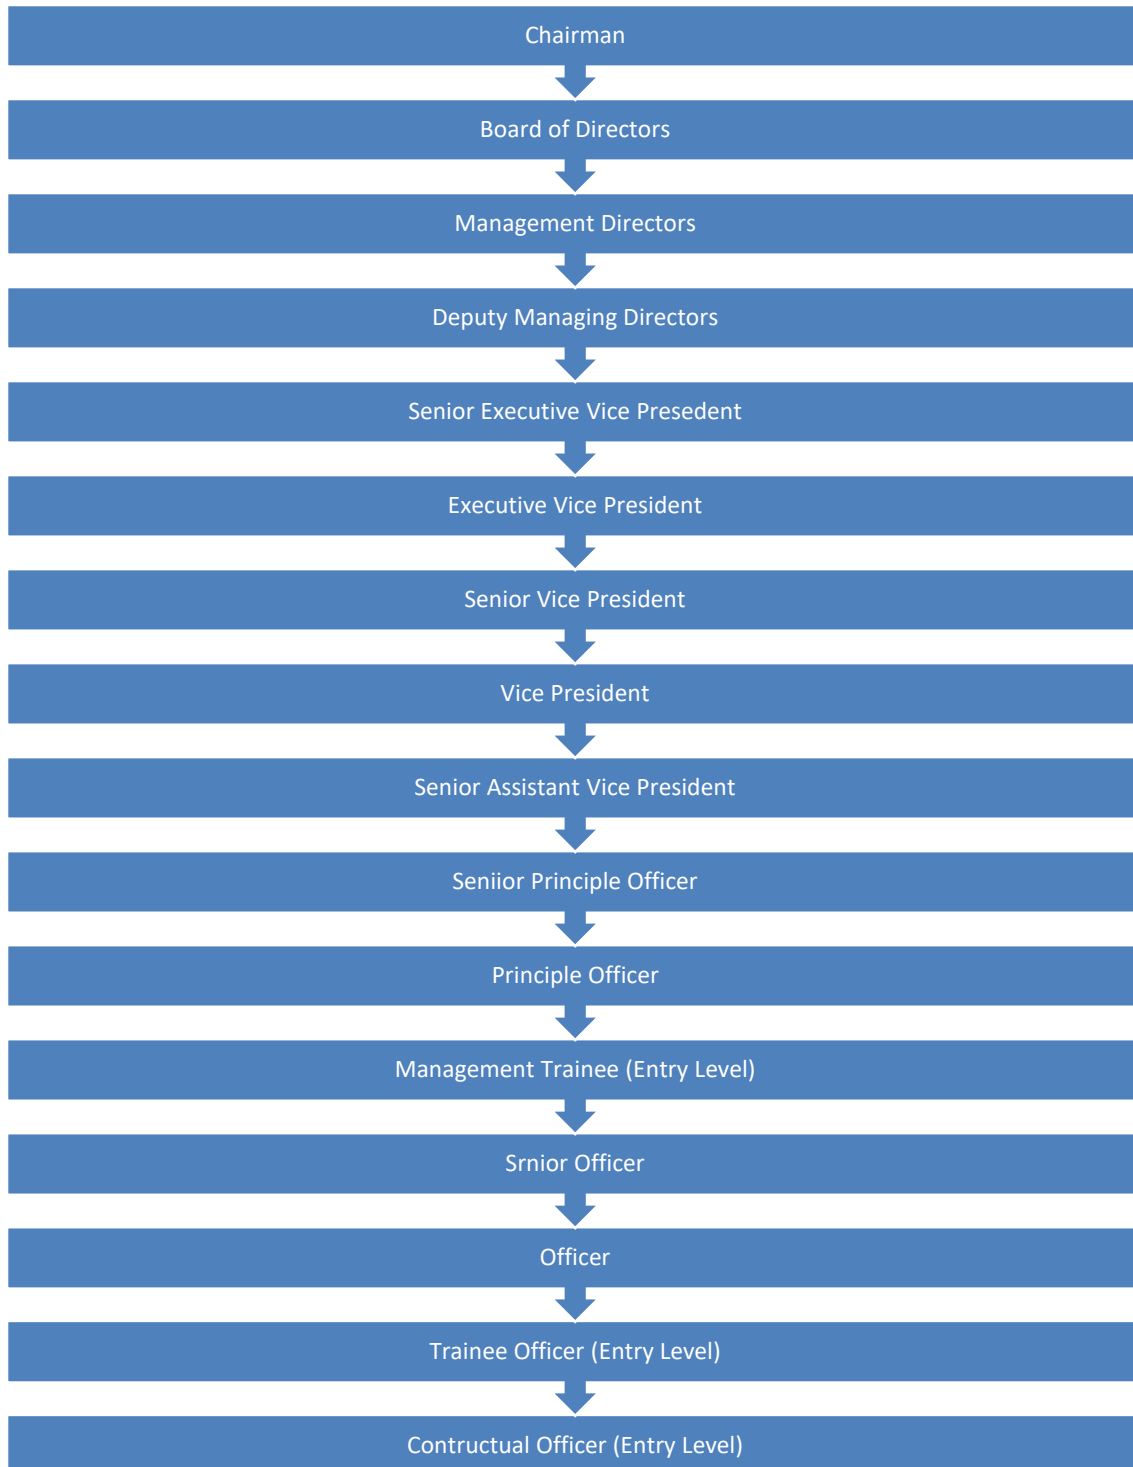 Chairman
Board of Directors
Management Directors
Deputy Managing Directors
Senior Executive Vice Presedent
Executive Vice President
Senior Vice President
Vice President
Senior Assistant Vice President
Seniior Principle Officer
Principle Officer
Management Trainee (Entry Level)
Srnior Officer
Officer
Trainee Officer (Entry Level)
Contructual Officer (Entry Level)